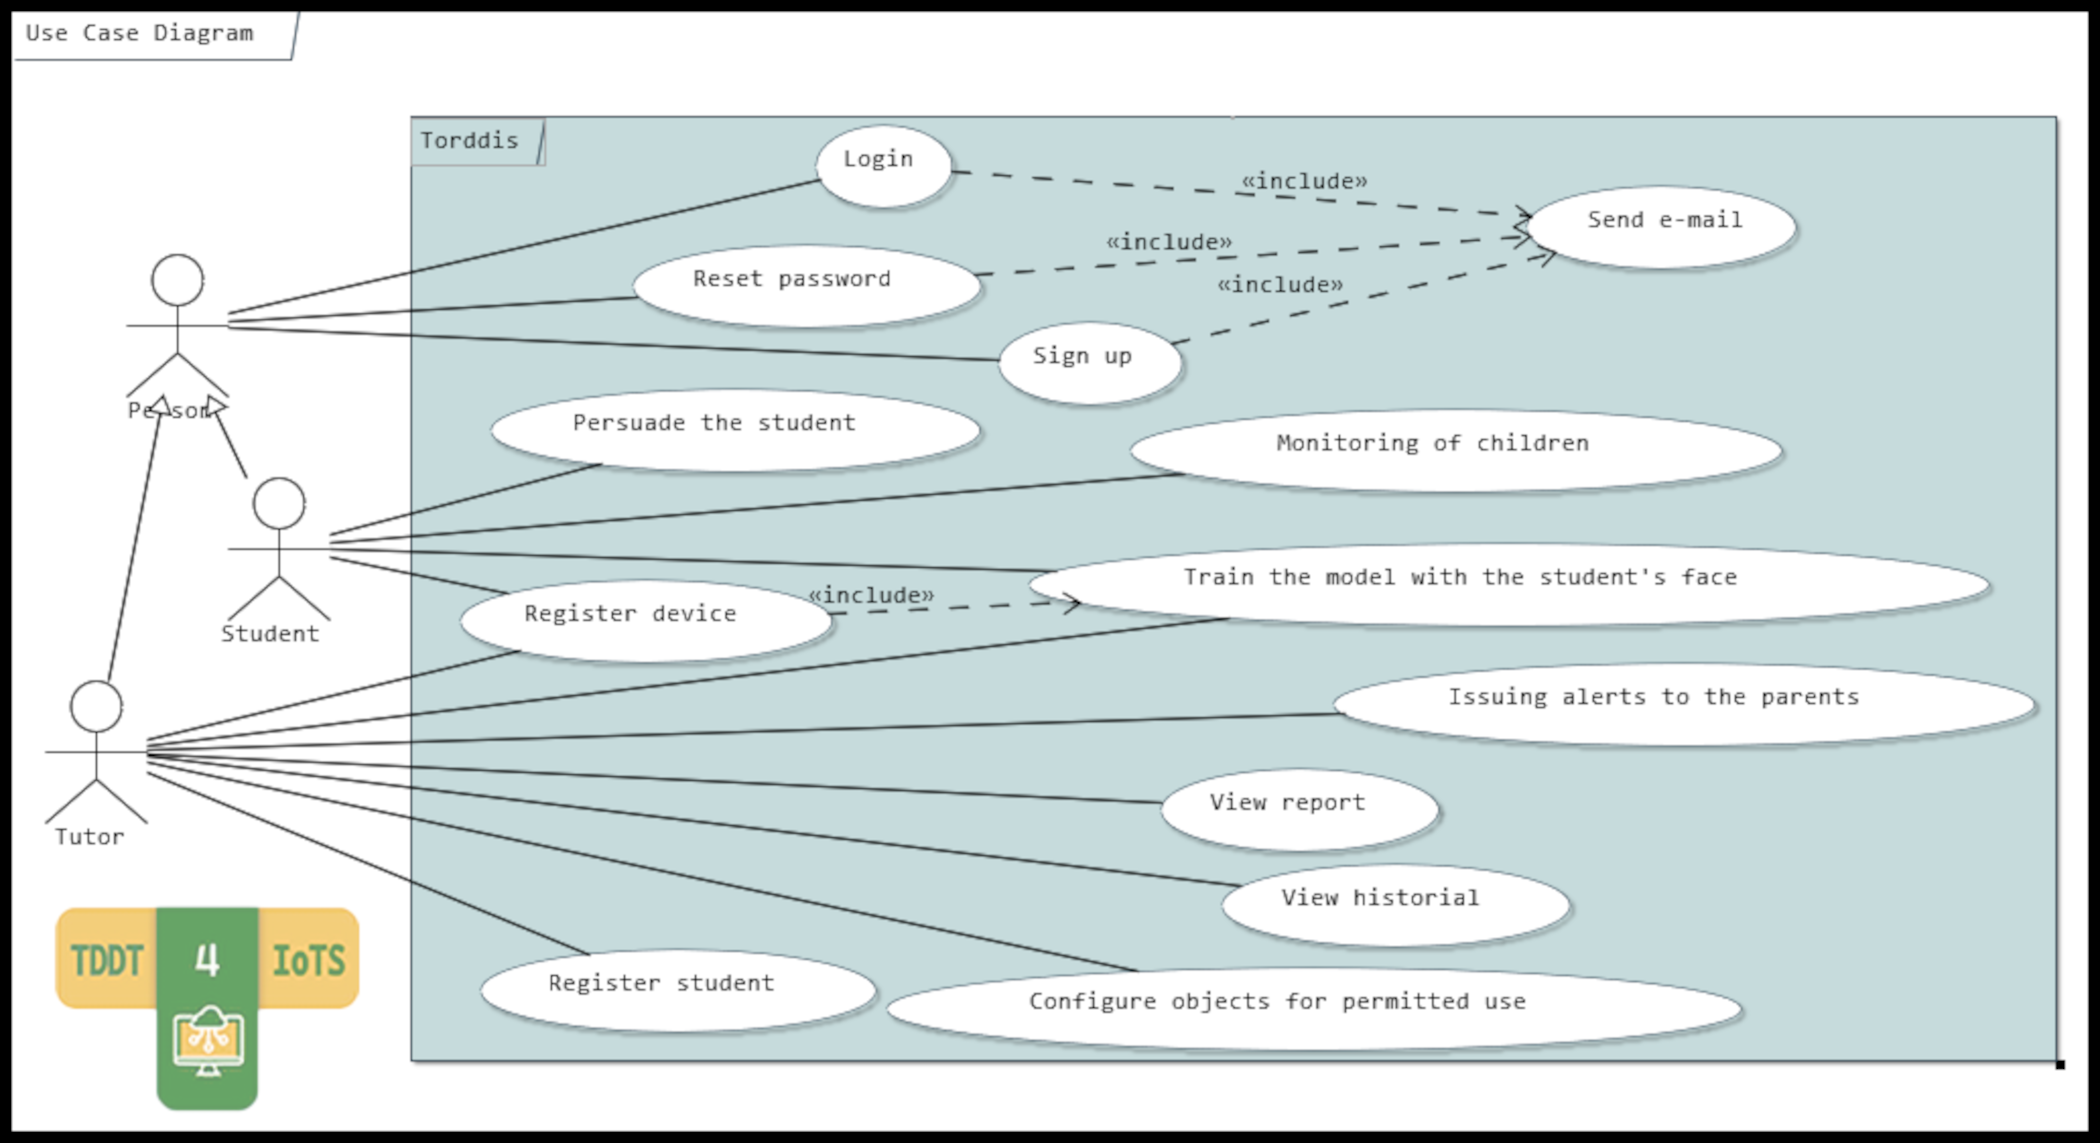 Use Case Diagram
Torddis
Login
«include»
Send e-mail
«include»
Reset password
«include»
Sign up
Person
Persuade the student
Monitoring of children
Train the model with the student's face
«include»
Register device
Student
Issuing alerts to the parents
View report
Tutor
View historial
TDDT 4 IoTS
Register student
Configure objects for permitted use